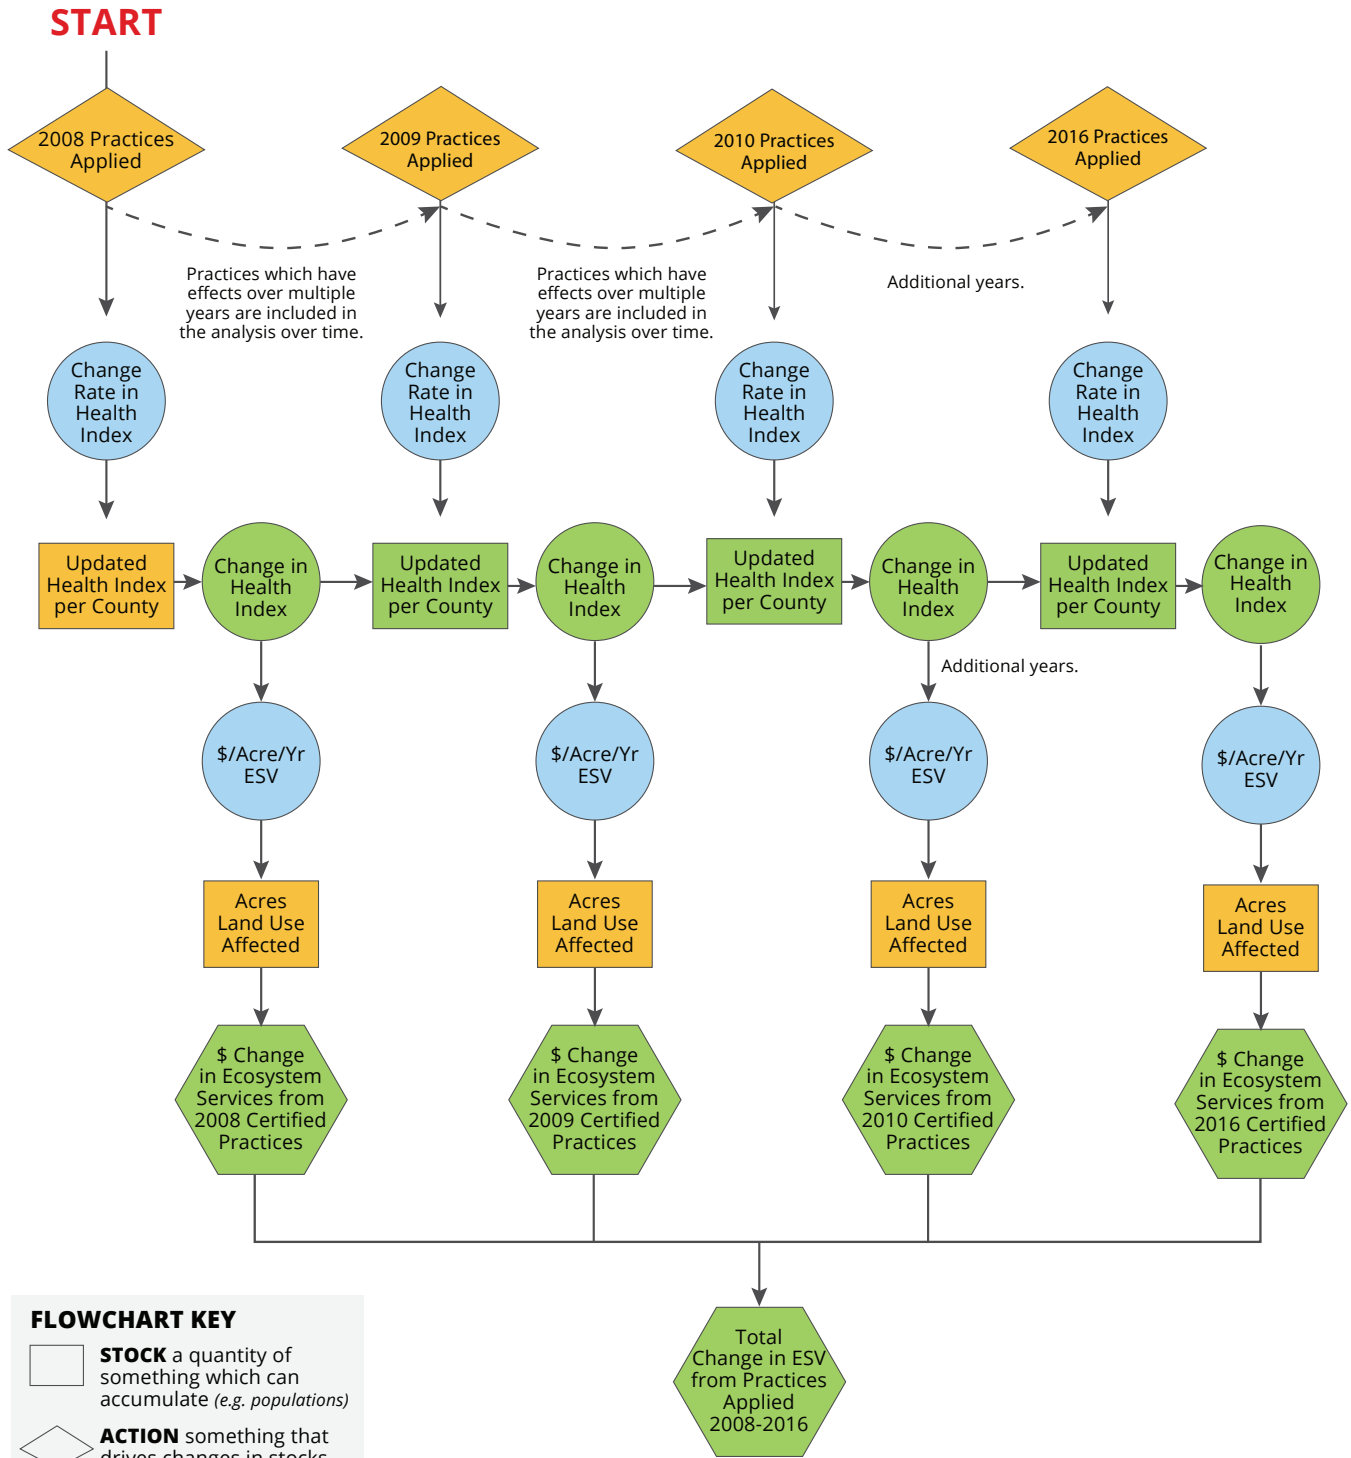 START
2008 Practices
Applied
2009 Practices
Applied
2010 Practices
Applied
2016 Practices
Applied
Practices which have
effects over multiple
years are included in
the analysis over time.
Practices which have
effects over multiple
years are included in
the analysis over time.
Additional years.
Change
Rate in
Health
Index
Change
Rate in
Health
Index
Change
Rate in
Health
Index
Change
Rate in
Health
Index
Updated
Health Index
per County
Change in
Health
Index
Updated
Health Index
per County
Change in
Health
Index
Updated
Health Index
per County
Change in
Health
Index
Updated
Health Index
per County
Change in
Health
Index
Additional years.
$/Acre/Yr
ESV
$/Acre/Yr
ESV
$/Acre/Yr
ESV
$/Acre/Yr
ESV
Acres
Land Use
Affected
Acres
Land Use
Affected
Acres
Land Use
Affected
Acres
Land Use
Affected
$ Change
in Ecosystem
Services from
2008 Certified
Practices
$ Change
in Ecosystem
Services from
2009 Certified
Practices
$ Change
in Ecosystem
Services from
2010 Certified
Practices
$ Change
in Ecosystem
Services from
2016 Certified
Practices
Total
Change in ESV
from Practices
Applied
2008-2016
FLOWCHART KEY
STOCK a quantity of
something which can
accumulate (e.g. populations)
ACTION something that
drives changes in stocks